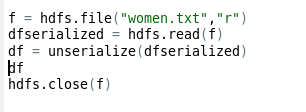 f = hdfs.file("women.txt","r")
dfserialized = hdfs.read(f)
df = unserialize(dfserialized)
df
hdfs.close(f)